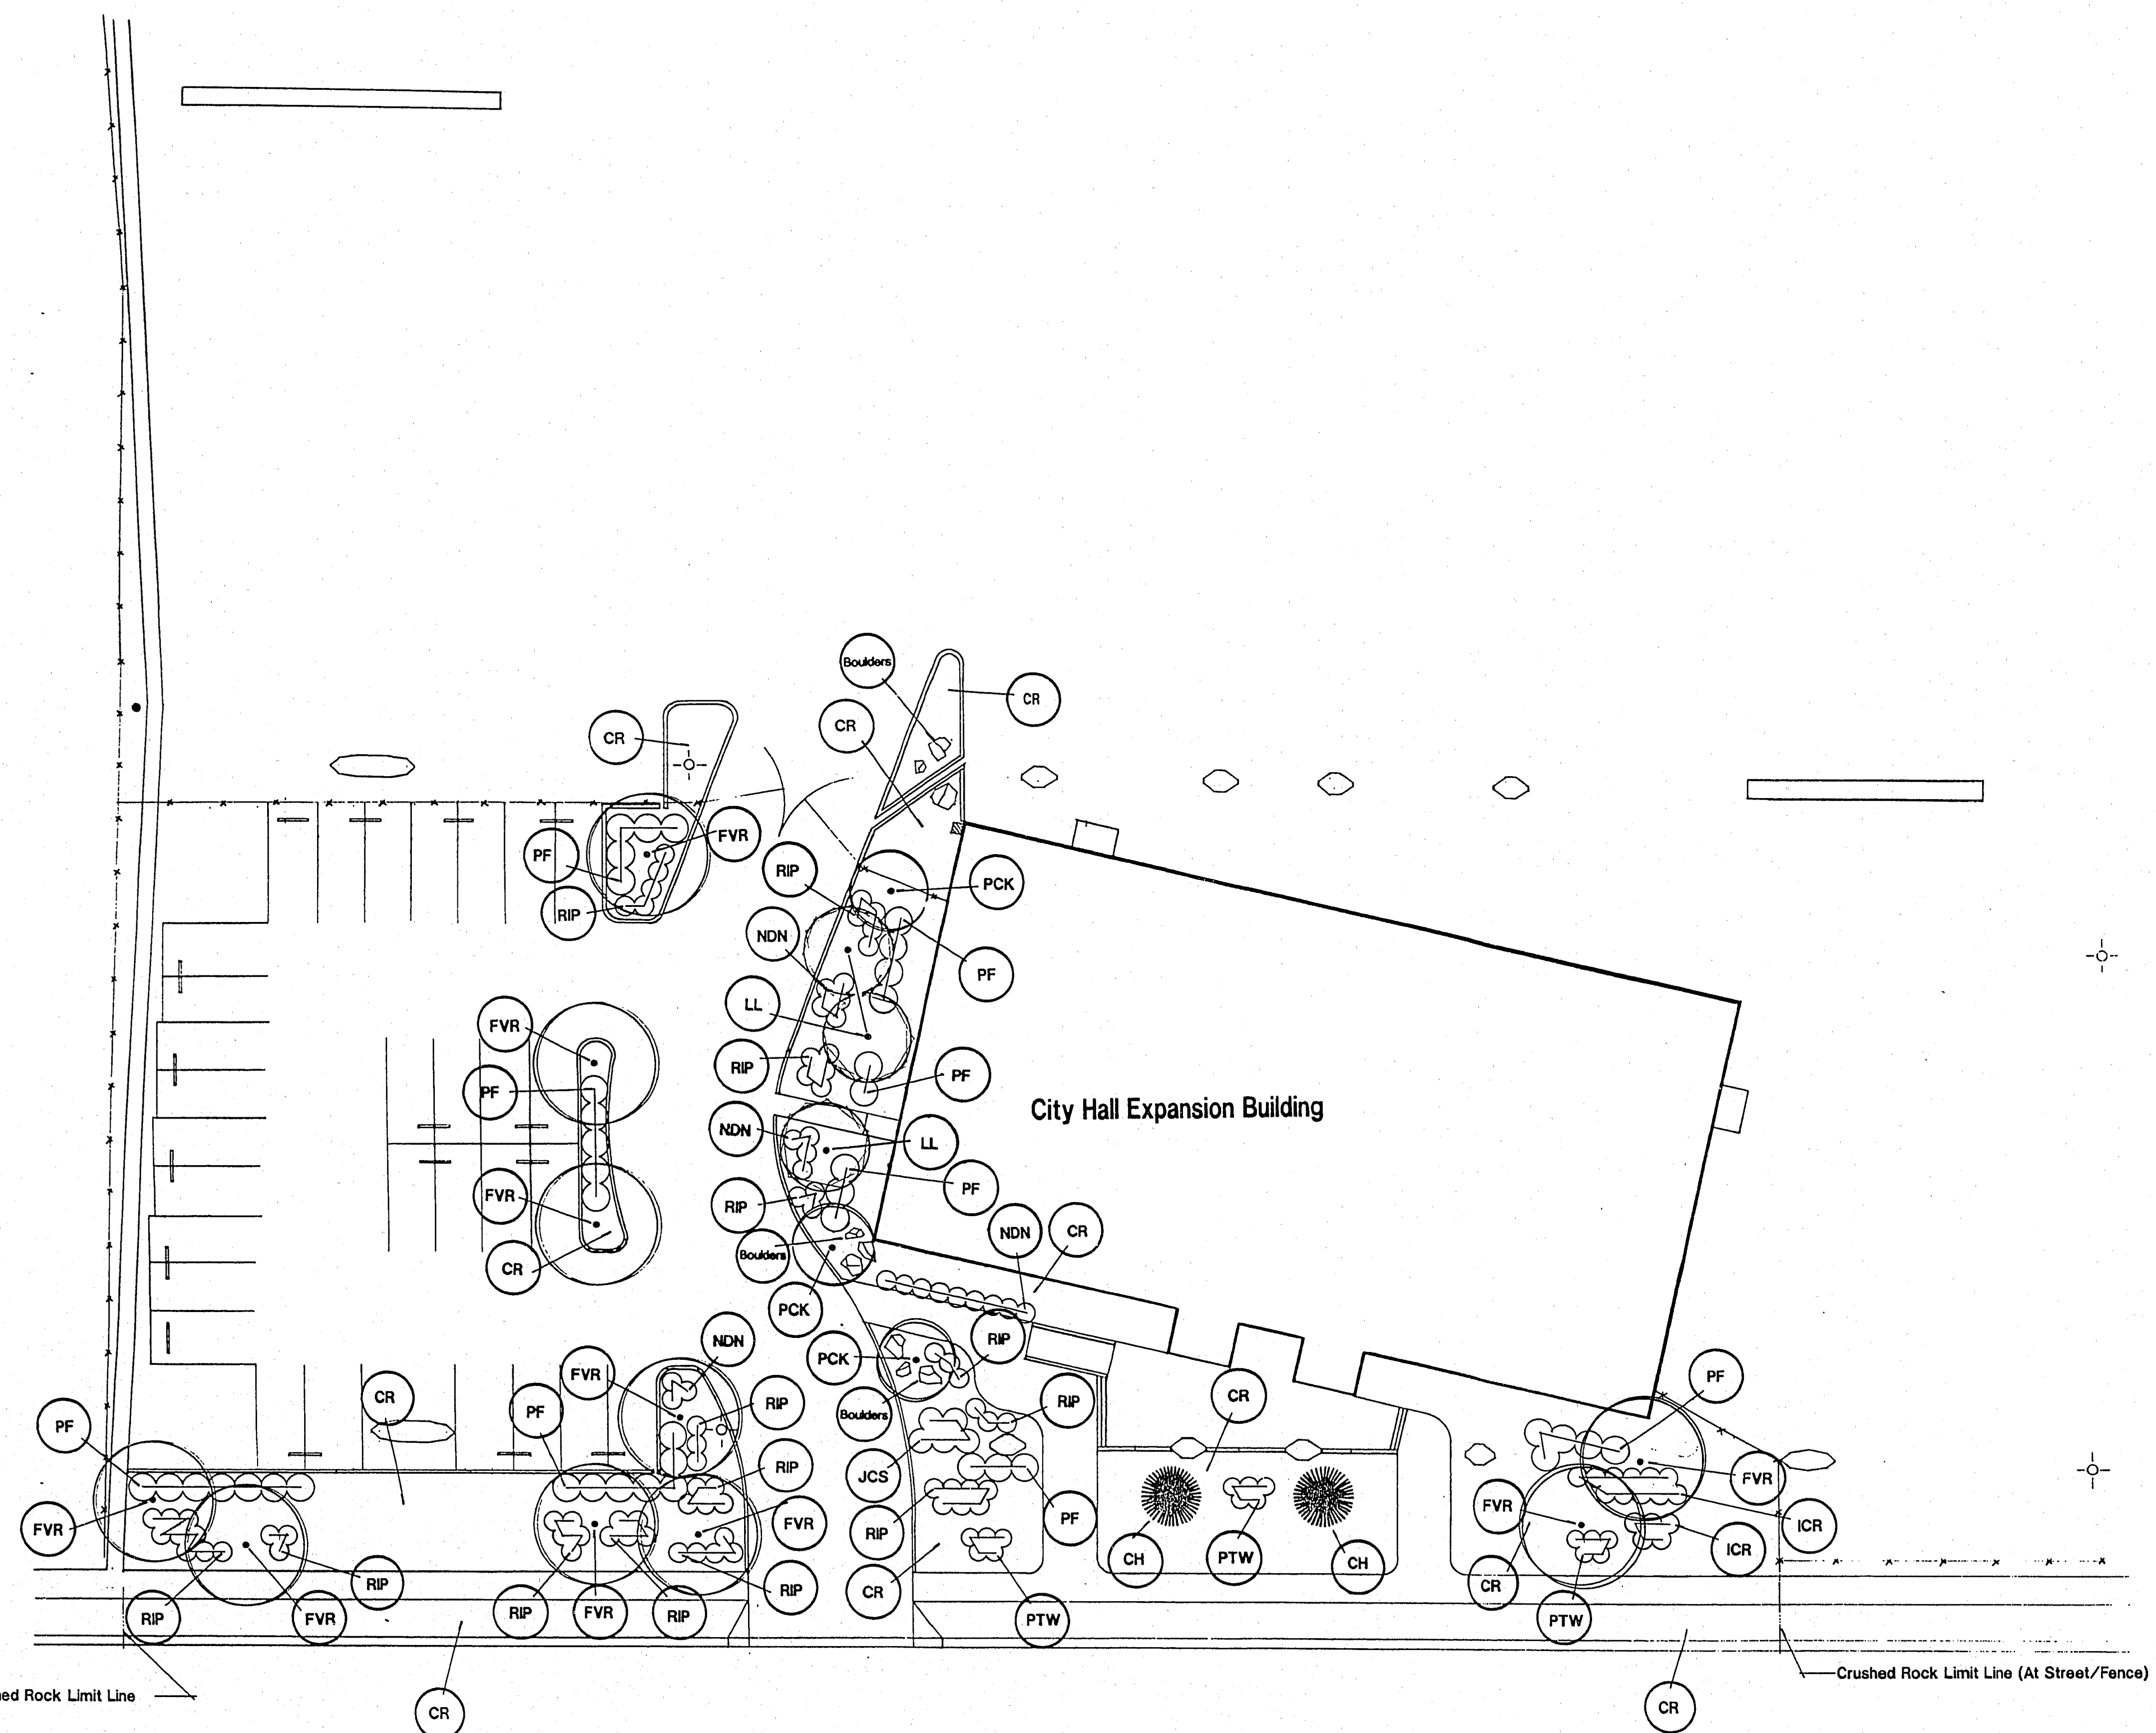 Boulders
CR
CR
CR
FVR
PF
RIP
PCK
RIP
NDN
PF
LL
FVR
RIP
PF
PF
City Hall Expansion Building
NDN
LL
FVR
PF
RIP
NDN
CR
Boulders
CR
PCK
NDN
RIP
PCK
FVR
PF
CR
CR
RIP
RIP
PF
PF
Boulders
RIP
JCS
FVR
FVR
PF
FVR
FVR
RIP
ICR
ICR
CH
PTW
CH
RIP
RIP
CR
CR
RIP
FVR
RIP
FVR
RIP
PTW
PTW
Crushed Rock Limit Line (At Street/Fence)
Rock Limit Line
CR
CR